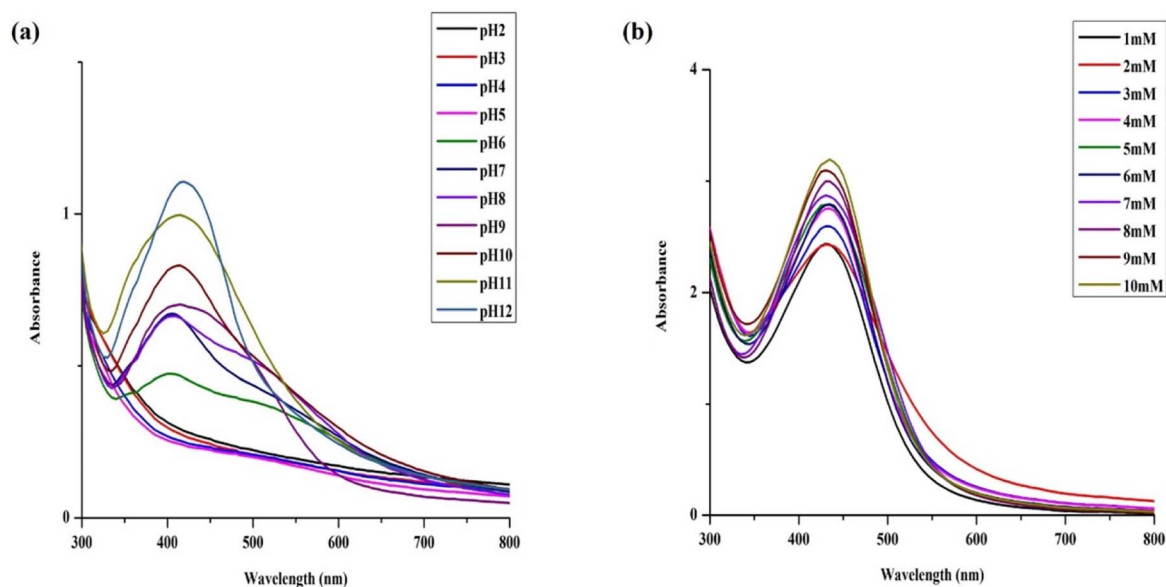 (a)
pH2
pH3
pH4
pH5
pH6
pH7
pH8
pH9
pH10
pH11
pH12
Absorbance
1
0
300
400
500
600
700
800
Wavelength (nm)
(b)
1mM
2mM
3mM
4mM
5mM
6mM
7mM
8mM
9mM
10mM
Absorbance
4
2
0
300
400
500
600
700
800
Wavelength (nm)